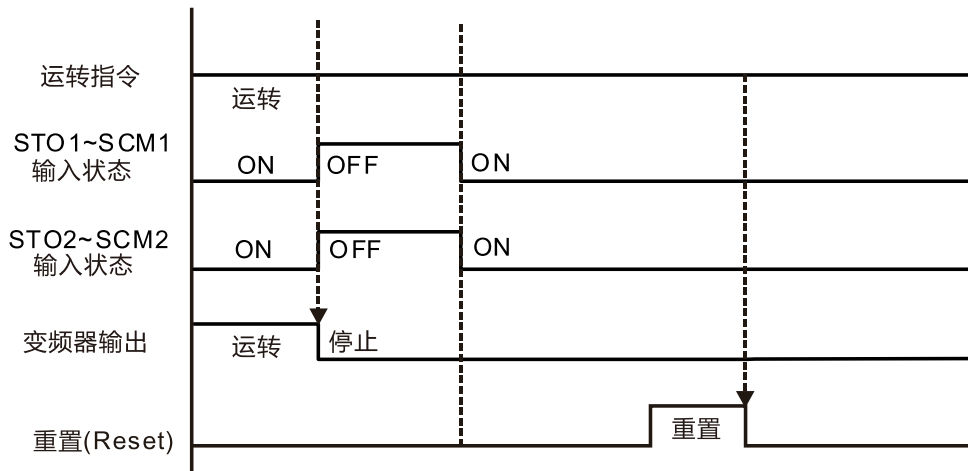 运转指令
运转
STO1~SCM1
输入状态
ON
OFF
ON
STO2~SCM2
输入状态
ON
OFF
ON
变频器输出
运转
停止
重置(Reset)
重置